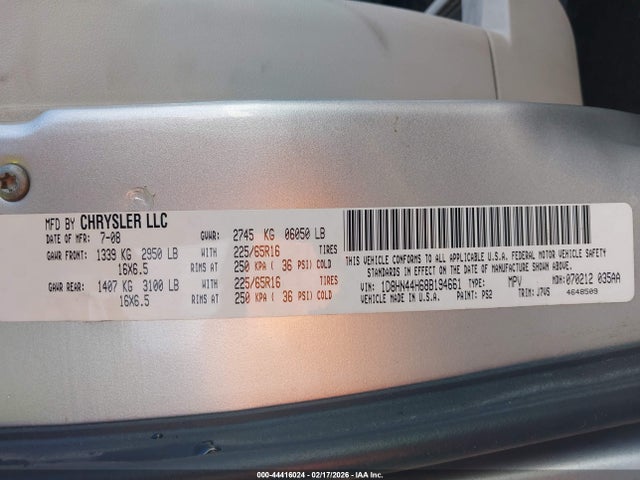 MFD BY CHRYSLER LLC
DATE OF MFR: 7-08 GVWR: 2745 KG 06050 LB
GAWR FRONT: 1339 KG 2950 LB WITH 225/65R16 TIRES
16X6.5 RIMS AT 250 KPA ( 36 PSI) COLD
GAWR REAR: 1407 KG 3100 LB WITH 225/65R16 TIRES
16X6.5 RIMS AT 250 KPA ( 36 PSI) COLD
THIS VEHICLE CONFORMS TO ALL APPLICABLE U.S.A. FEDERAL MOTOR VEHICLE SAFETY
STANDARDS IN EFFECT ON THE DATE OF MANUFACTURE SHOWN ABOVE.
VIN: 1D8HN44H68B194661 TYPE: MPV MDH: 070212 035AA
MADE IN U.S.A. PAINT: PS2 TRIM: J7VS 4648509
000-44416024 | 02/17/2026 - IAA Inc.